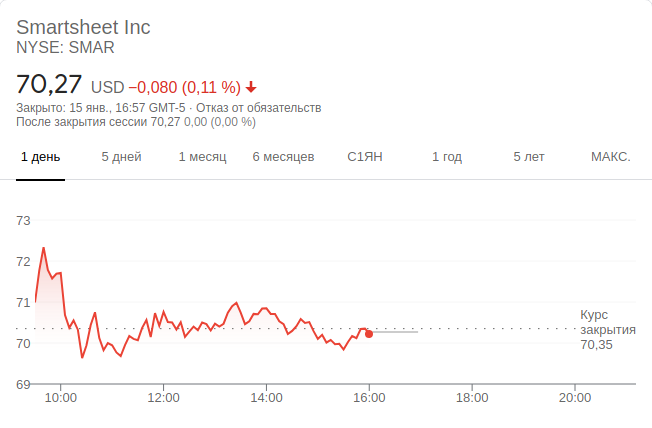 Smartsheet Inc
NYSE: SMAR
70,27 USD −0,080 (0,11 %)
Закрыто: 15 янв., 16:57 GMT-5 · Отказ от обязательств
После закрытия сессии 70,27 0,00 (0,00 %)
1 день 5 дней 1 месяц 6 месяцев С1ЯН 1 год 5 лет МАКС.
73
72
71
Курс
закрытия
70,35
70
69
10:00 12:00 14:00 16:00 18:00 20:00